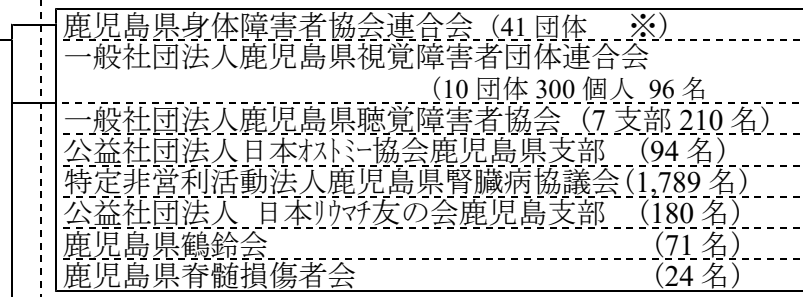 鹿児島県身体障害者協会連合会（41 団体　※）
一般社団法人鹿児島県視覚障害者団体連合会
（10 団体 300 個人 96 名
一般社団法人鹿児島県聴覚障害者協会（7 支部 210 名）
公益社団法人日本ｵｽﾄﾐｰ協会鹿児島県支部　（94 名）
特定非営利活動法人鹿児島県腎臓病協議会（1,789 名）
公益社団法人 日本ﾘｳﾏﾁ友の会鹿児島支部　（180 名）
鹿児島県鶴鈴会　（71 名）
鹿児島県脊髄損傷者会　（24 名）